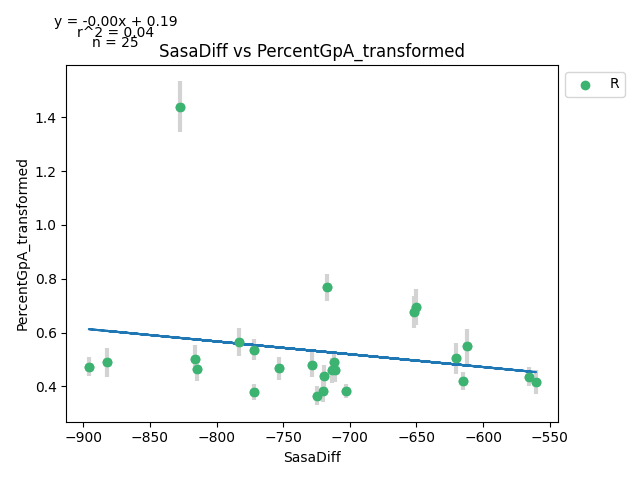 y = -0.00x + 0.19
r^2 = 0.04
n = 25
SasaDiff vs PercentGpA_transformed
R
PercentGpA_transformed
1.4
1.2
1.0
0.8
0.6
0.4
−900 −850 −800 −750 −700 −650 −600 −550
SasaDiff